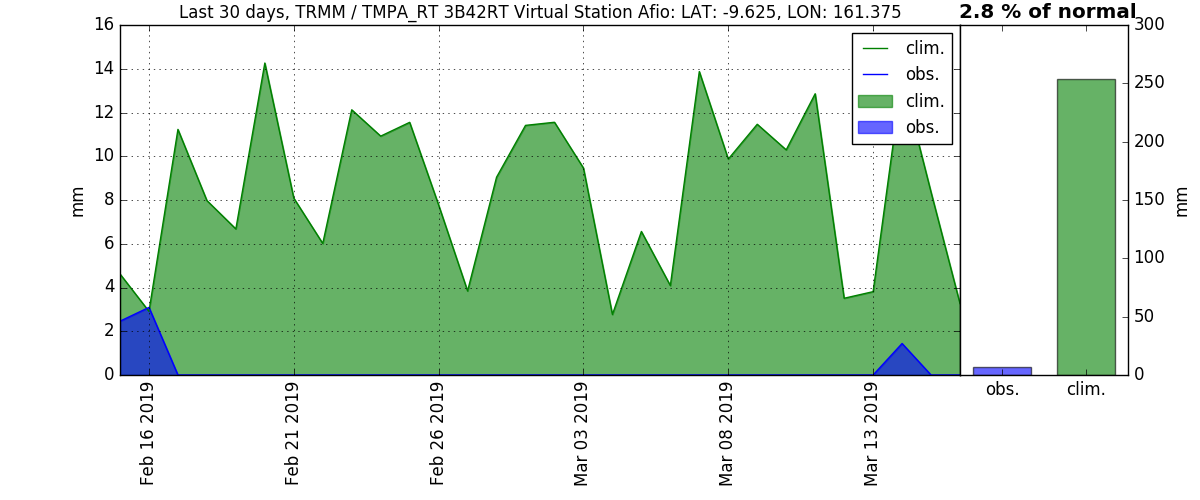 Last 30 days, TRMM / TMPA_RT 3B42RT Virtual Station Afio: LAT: -9.625, LON: 161.375
2.8 % of normal
16
14
12
10
8
6
4
2
0
mm
clim.
obs.
clim.
obs.
300
250
200
150
100
50
0
mm
Feb 16 2019
Feb 21 2019
Feb 26 2019
Mar 03 2019
Mar 08 2019
Mar 13 2019
obs.
clim.